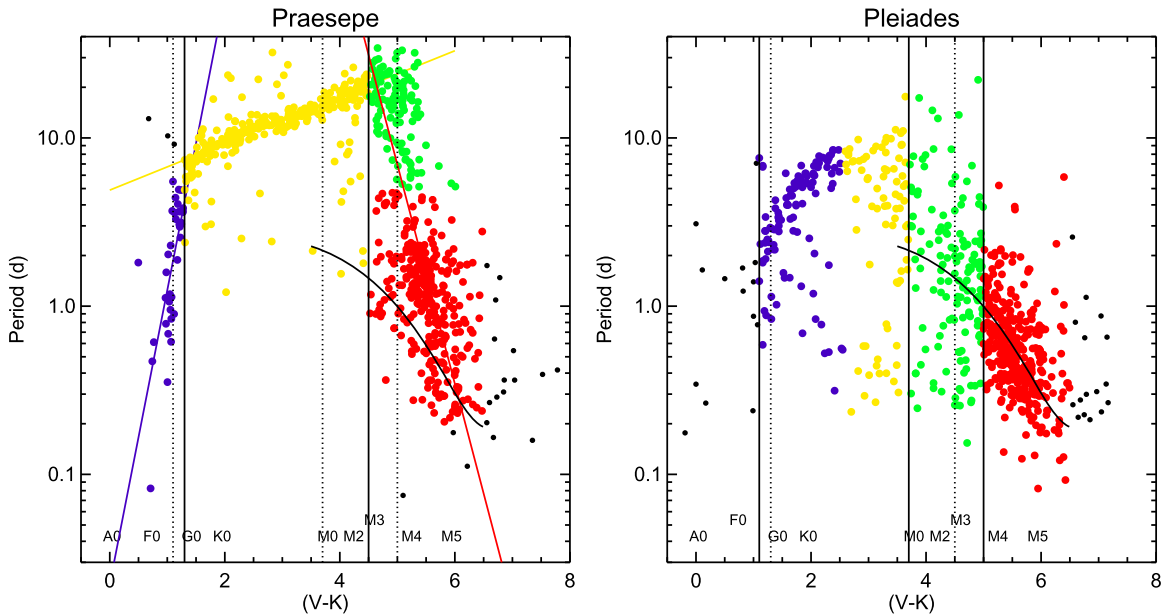 Praesepe
Period (d)
10.0
1.0
0.1
A0 F0 G0 K0 M0 M2 M3 M4 M5
0 2 4 6 8
(V-K)
Pleiades
Period (d)
10.0
1.0
0.1
A0 F0 G0 K0 M0 M2 M3 M4 M5
0 2 4 6 8
(V-K)